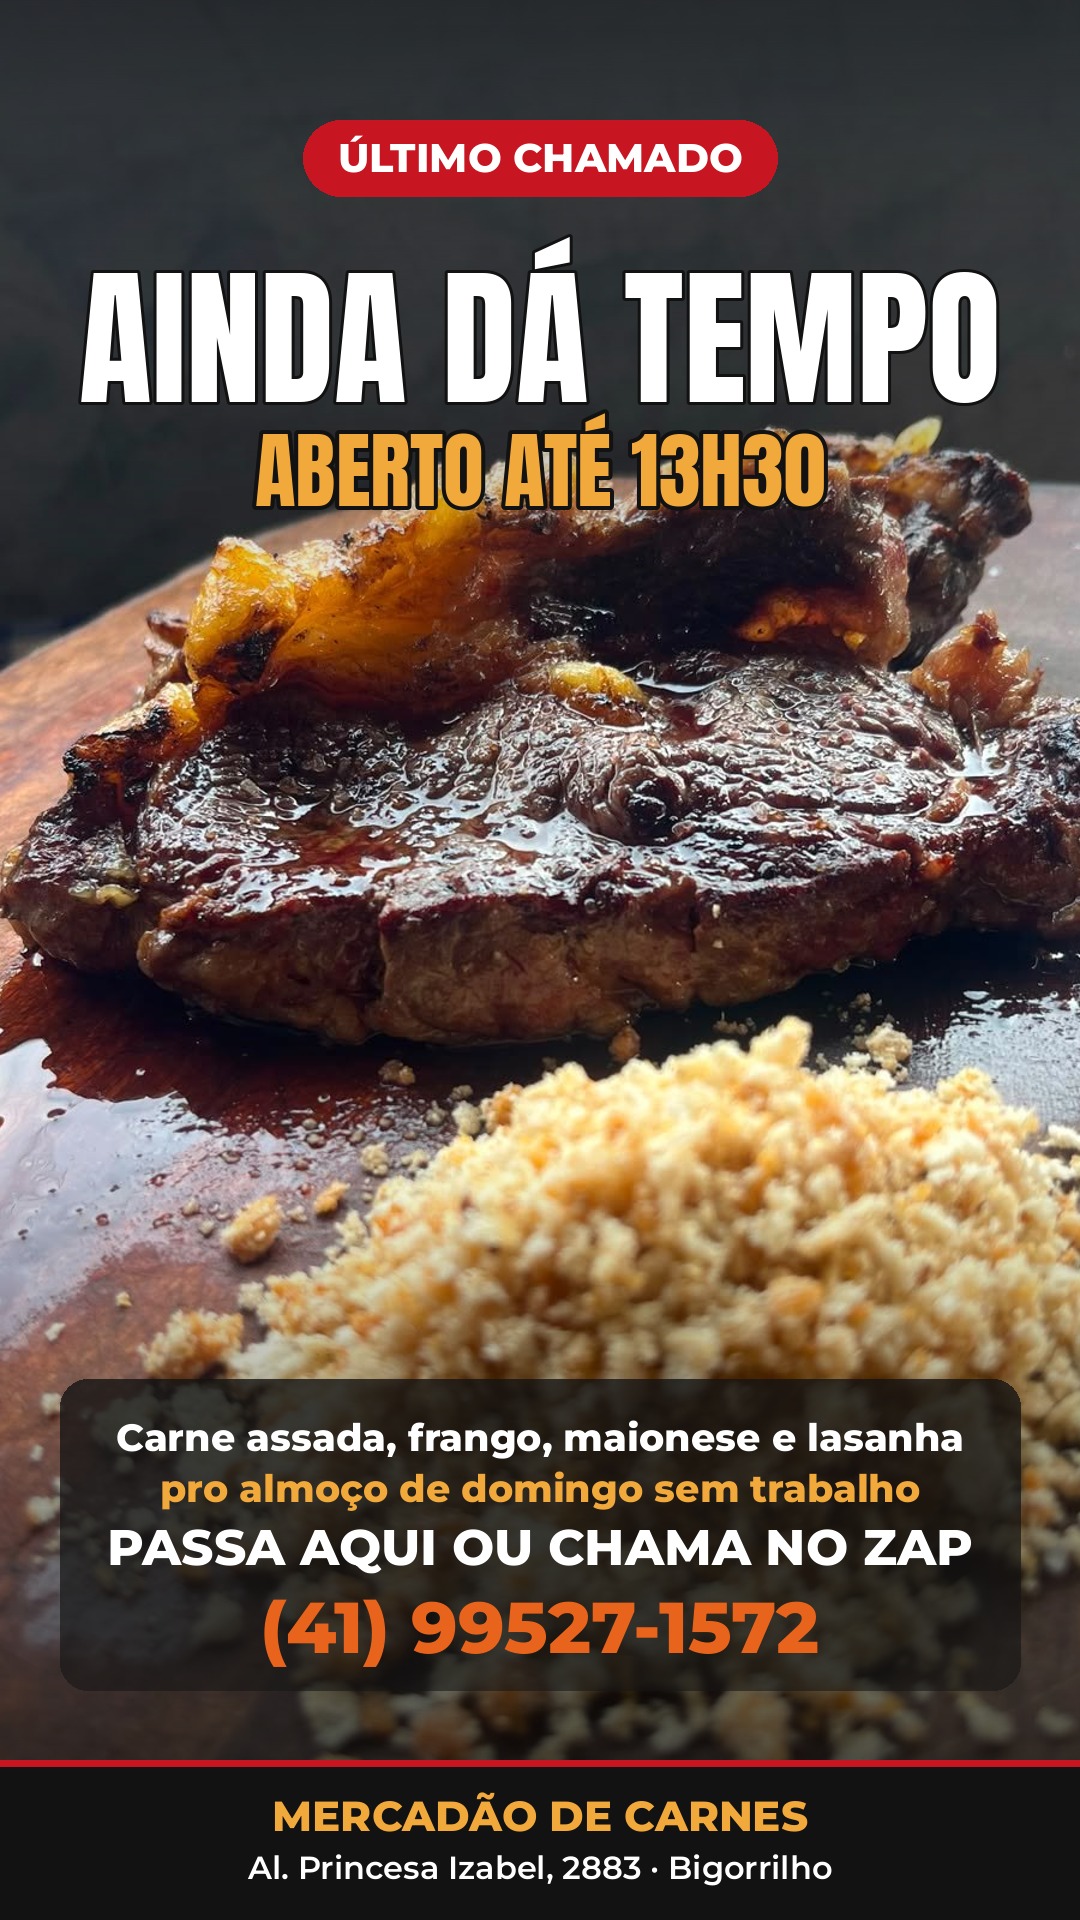 ÚLTIMO CHAMADO
AINDA DÁ TEMPO
ABERTO ATÉ 13H30
Carne assada, frango, maionese e lasanha
pro almoço de domingo sem trabalho
PASSA AQUI OU CHAMA NO ZAP
(41) 99527-1572
MERCADÃO DE CARNES
Al. Princesa Izabel, 2883 · Bigorrilho